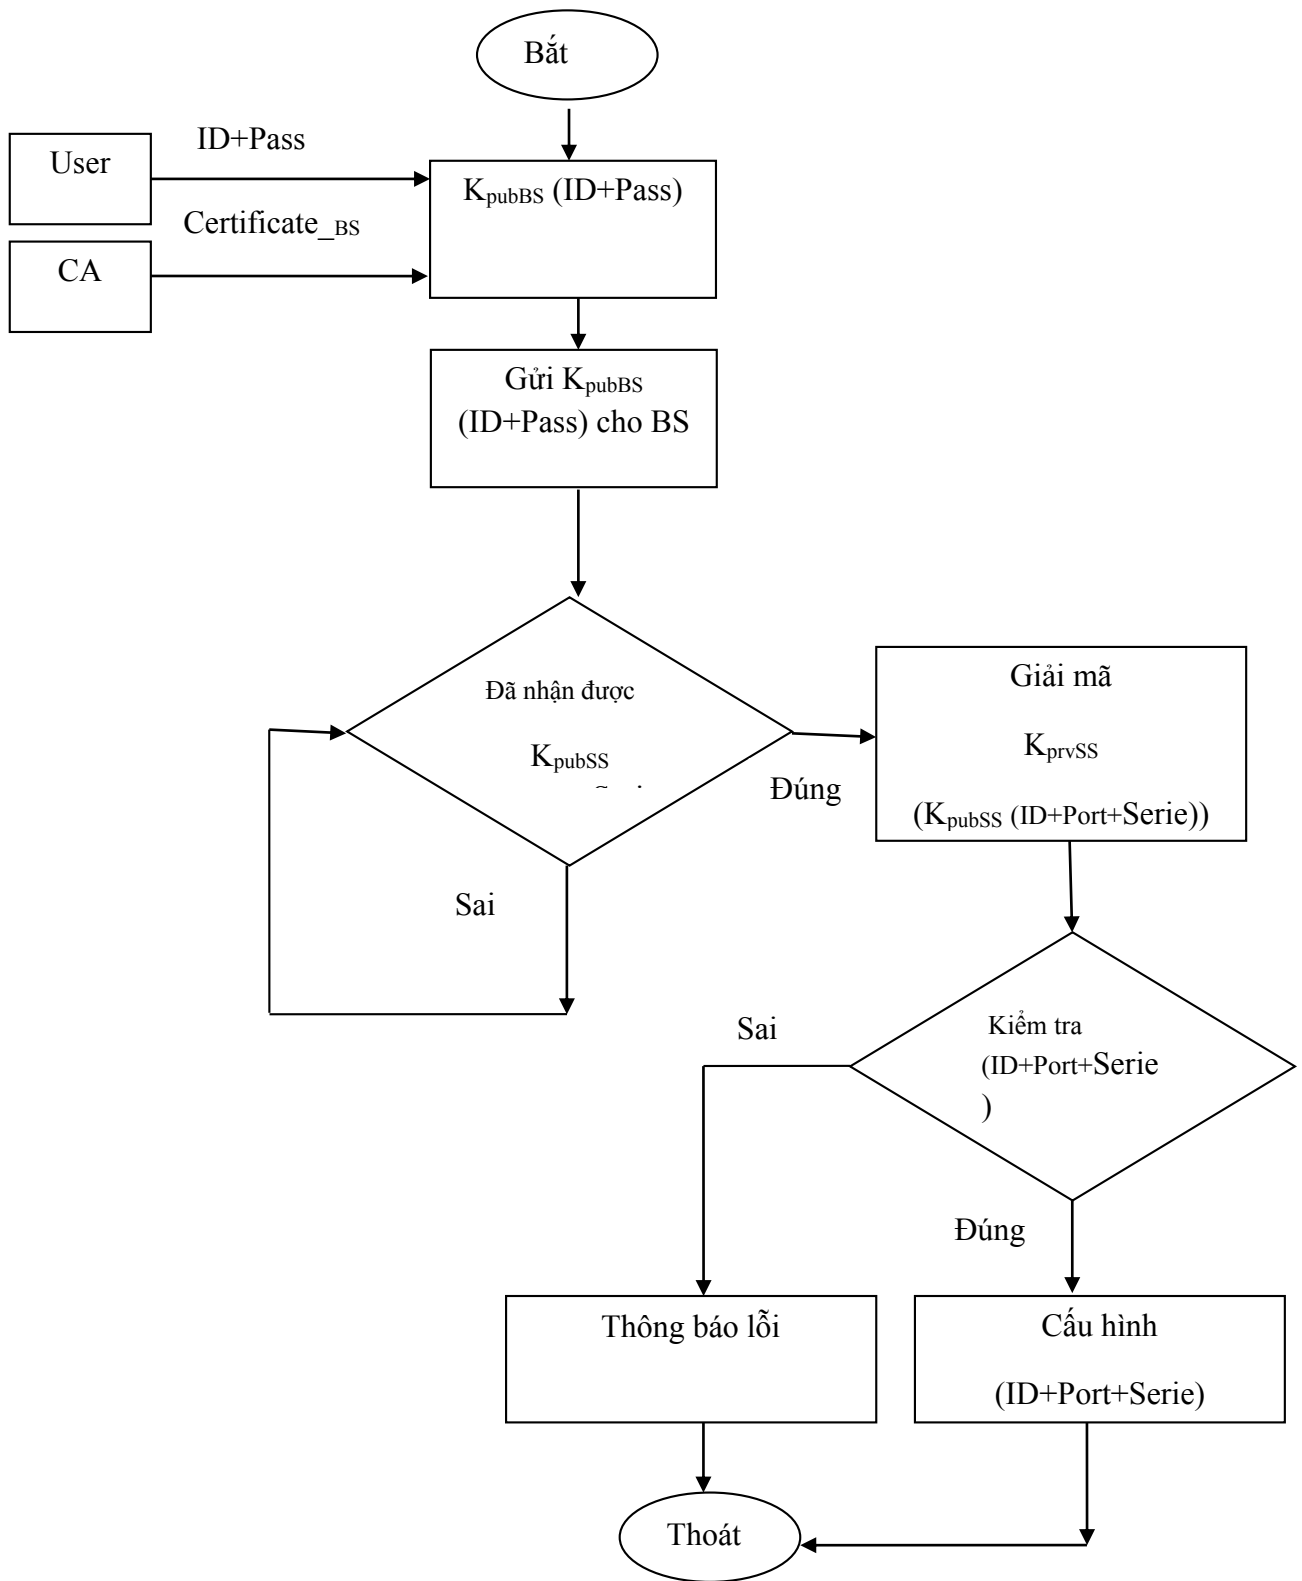 Bắt
ID+Pass
User
KpubBS (ID+Pass)
Certificate_BS
CA
Gửi KpubBS
(ID+Pass) cho BS
Đã nhận được
KpubSS
Đúng
Giải mã
KprvSS
(KpubSS (ID+Port+Serie))
Sai
Sai
Kiểm tra
(ID+Port+Serie
)
Đúng
Thông báo lỗi
Cấu hình
(ID+Port+Serie)
Thoát